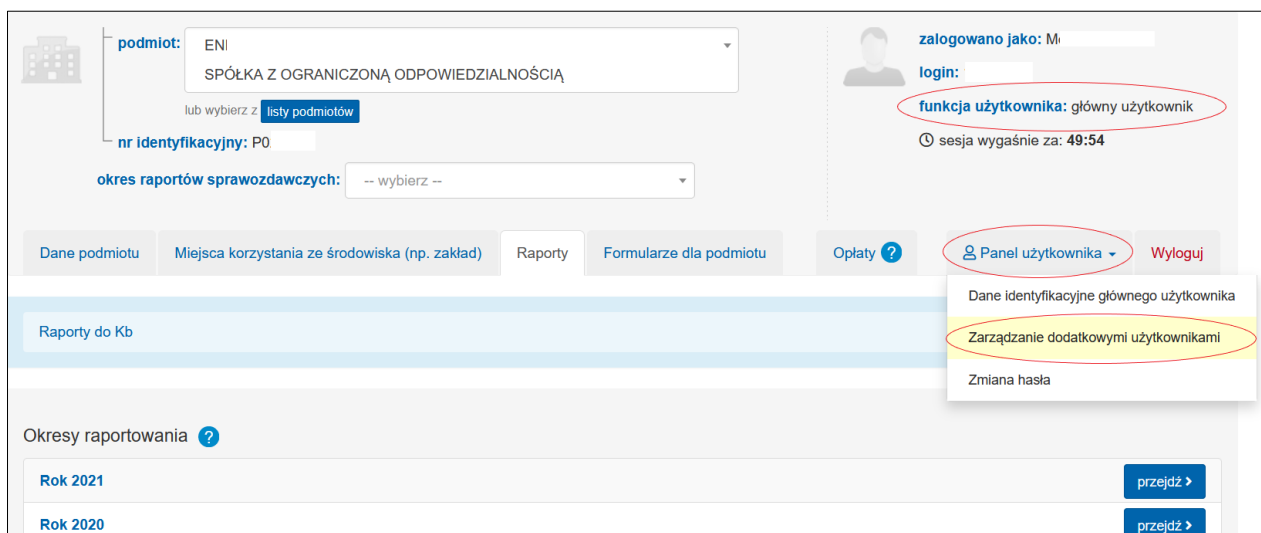 podmiot:
ENI
SPÓŁKA Z OGRANICZONĄ ODPOWIEDZIALNOŚCIĄ
lub wybierz z listy podmiotów
nr identyfikacyjny: P0
okres raportów sprawozdawczych: -- wybierz --
zalogowano jako: M
login:
funkcja użytkownika: główny użytkownik
sesja wygaśnie za: 49:54
Dane podmiotu Miejsca korzystania ze środowiska (np. zakład) Raporty Formularze dla podmiotu Opłaty ? Panel użytkownika Wyloguj
Dane identyfikacyjne głównego użytkownika
Zarządzanie dodatkowymi użytkownikami
Zmiana hasła
Raporty do Kb
Okresy raportowania ?
Rok 2021 przejdź >
Rok 2020 przejdź >